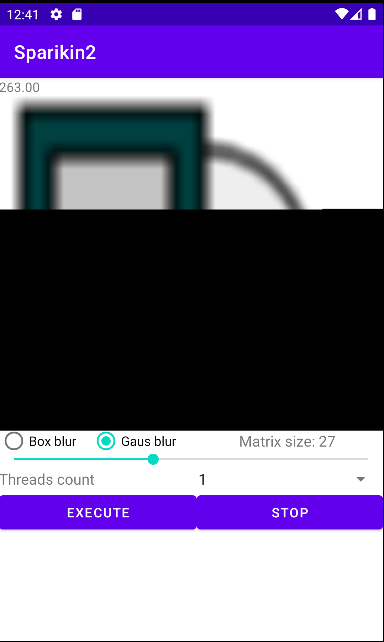 12:41
Sparikin2
263.00
Box blur Gaus blur Matrix size: 27
Threads count 1
EXECUTE STOP